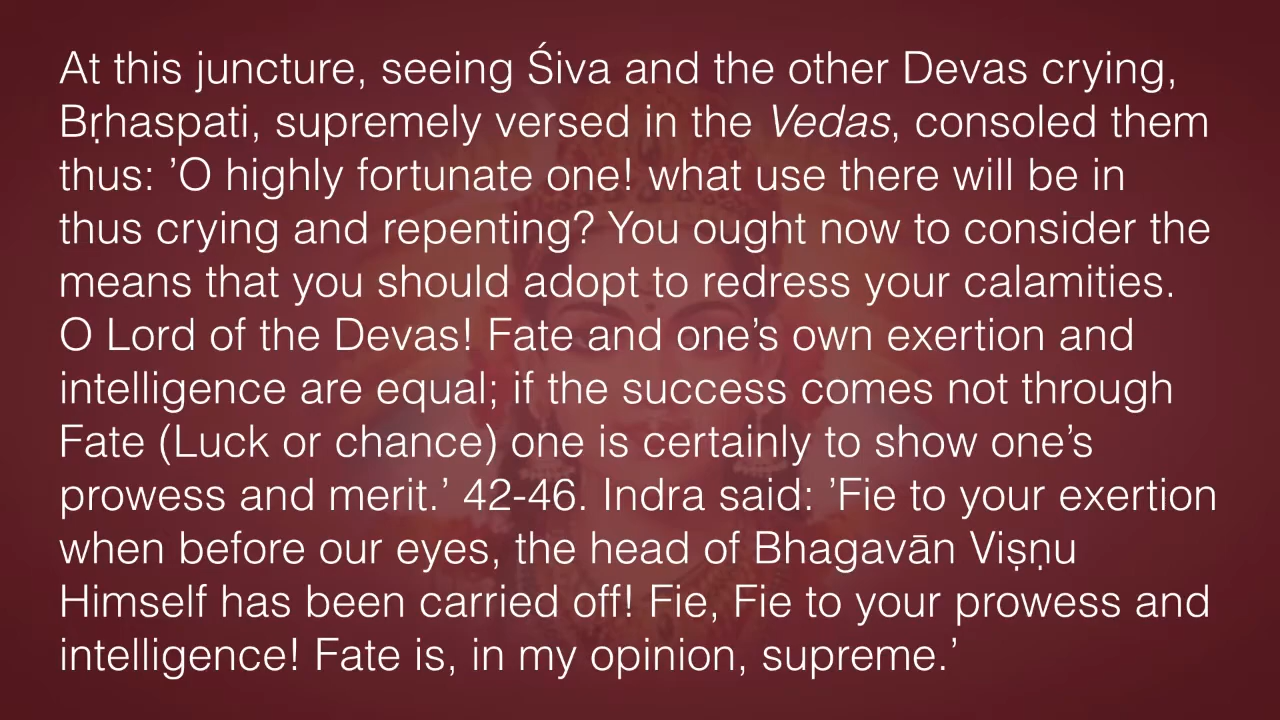 At this juncture, seeing Śiva and the other Devas crying,
Bṛhaspati, supremely versed in the Vedas, consoled them
thus: ’O highly fortunate one! what use there will be in
thus crying and repenting? You ought now to consider the
means that you should adopt to redress your calamities.
O Lord of the Devas! Fate and one’s own exertion and
intelligence are equal; if the success comes not through
Fate (Luck or chance) one is certainly to show one’s
prowess and merit.’ 42-46. Indra said: ’Fie to your exertion
when before our eyes, the head of Bhagavān Viṣṇu
Himself has been carried off! Fie, Fie to your prowess and
intelligence! Fate is, in my opinion, supreme.’